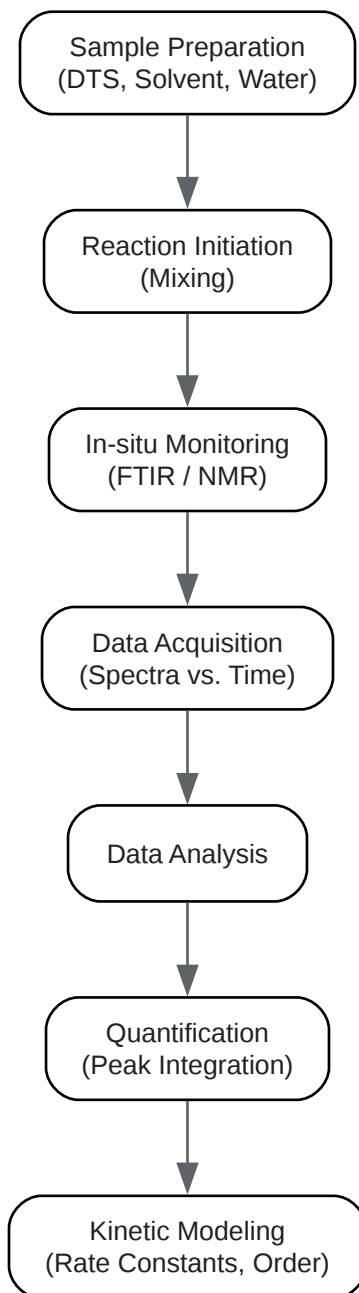 Sample Preparation
(DTS, Solvent, Water)
Reaction Initiation
(Mixing)
In-situ Monitoring
(FTIR / NMR)
Data Acquisition
(Spectra vs. Time)
Data Analysis
Quantification
(Peak Integration)
Kinetic Modeling
(Rate Constants, Order)